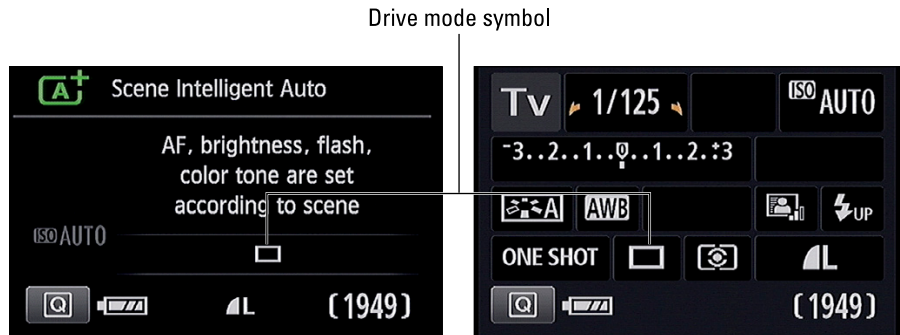 Drive mode symbol
A+ Scene Intelligent Auto
AF, brightness, flash,
color tone are set
according to scene
ISO AUTO
Q L (1949)
Tv 1/125 ISO AUTO
-3..2..1..0..1..2.:+3
A AWB UP
ONE SHOT L
Q (1949)